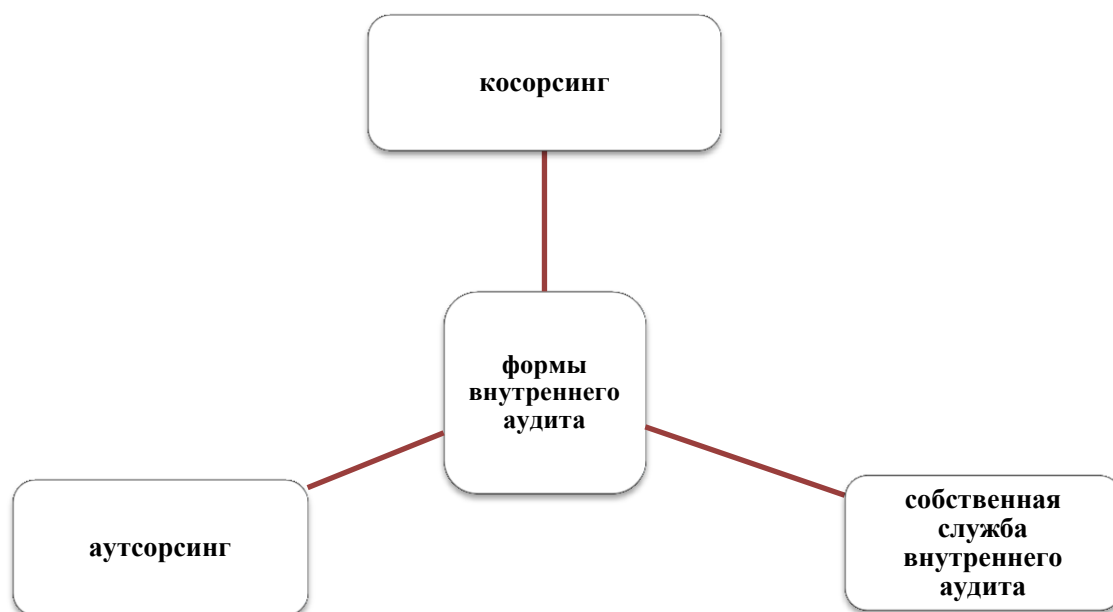 косорсинг
формы
внутреннего
аудита
аутсорсинг
собственная
служба
внутреннего
аудита